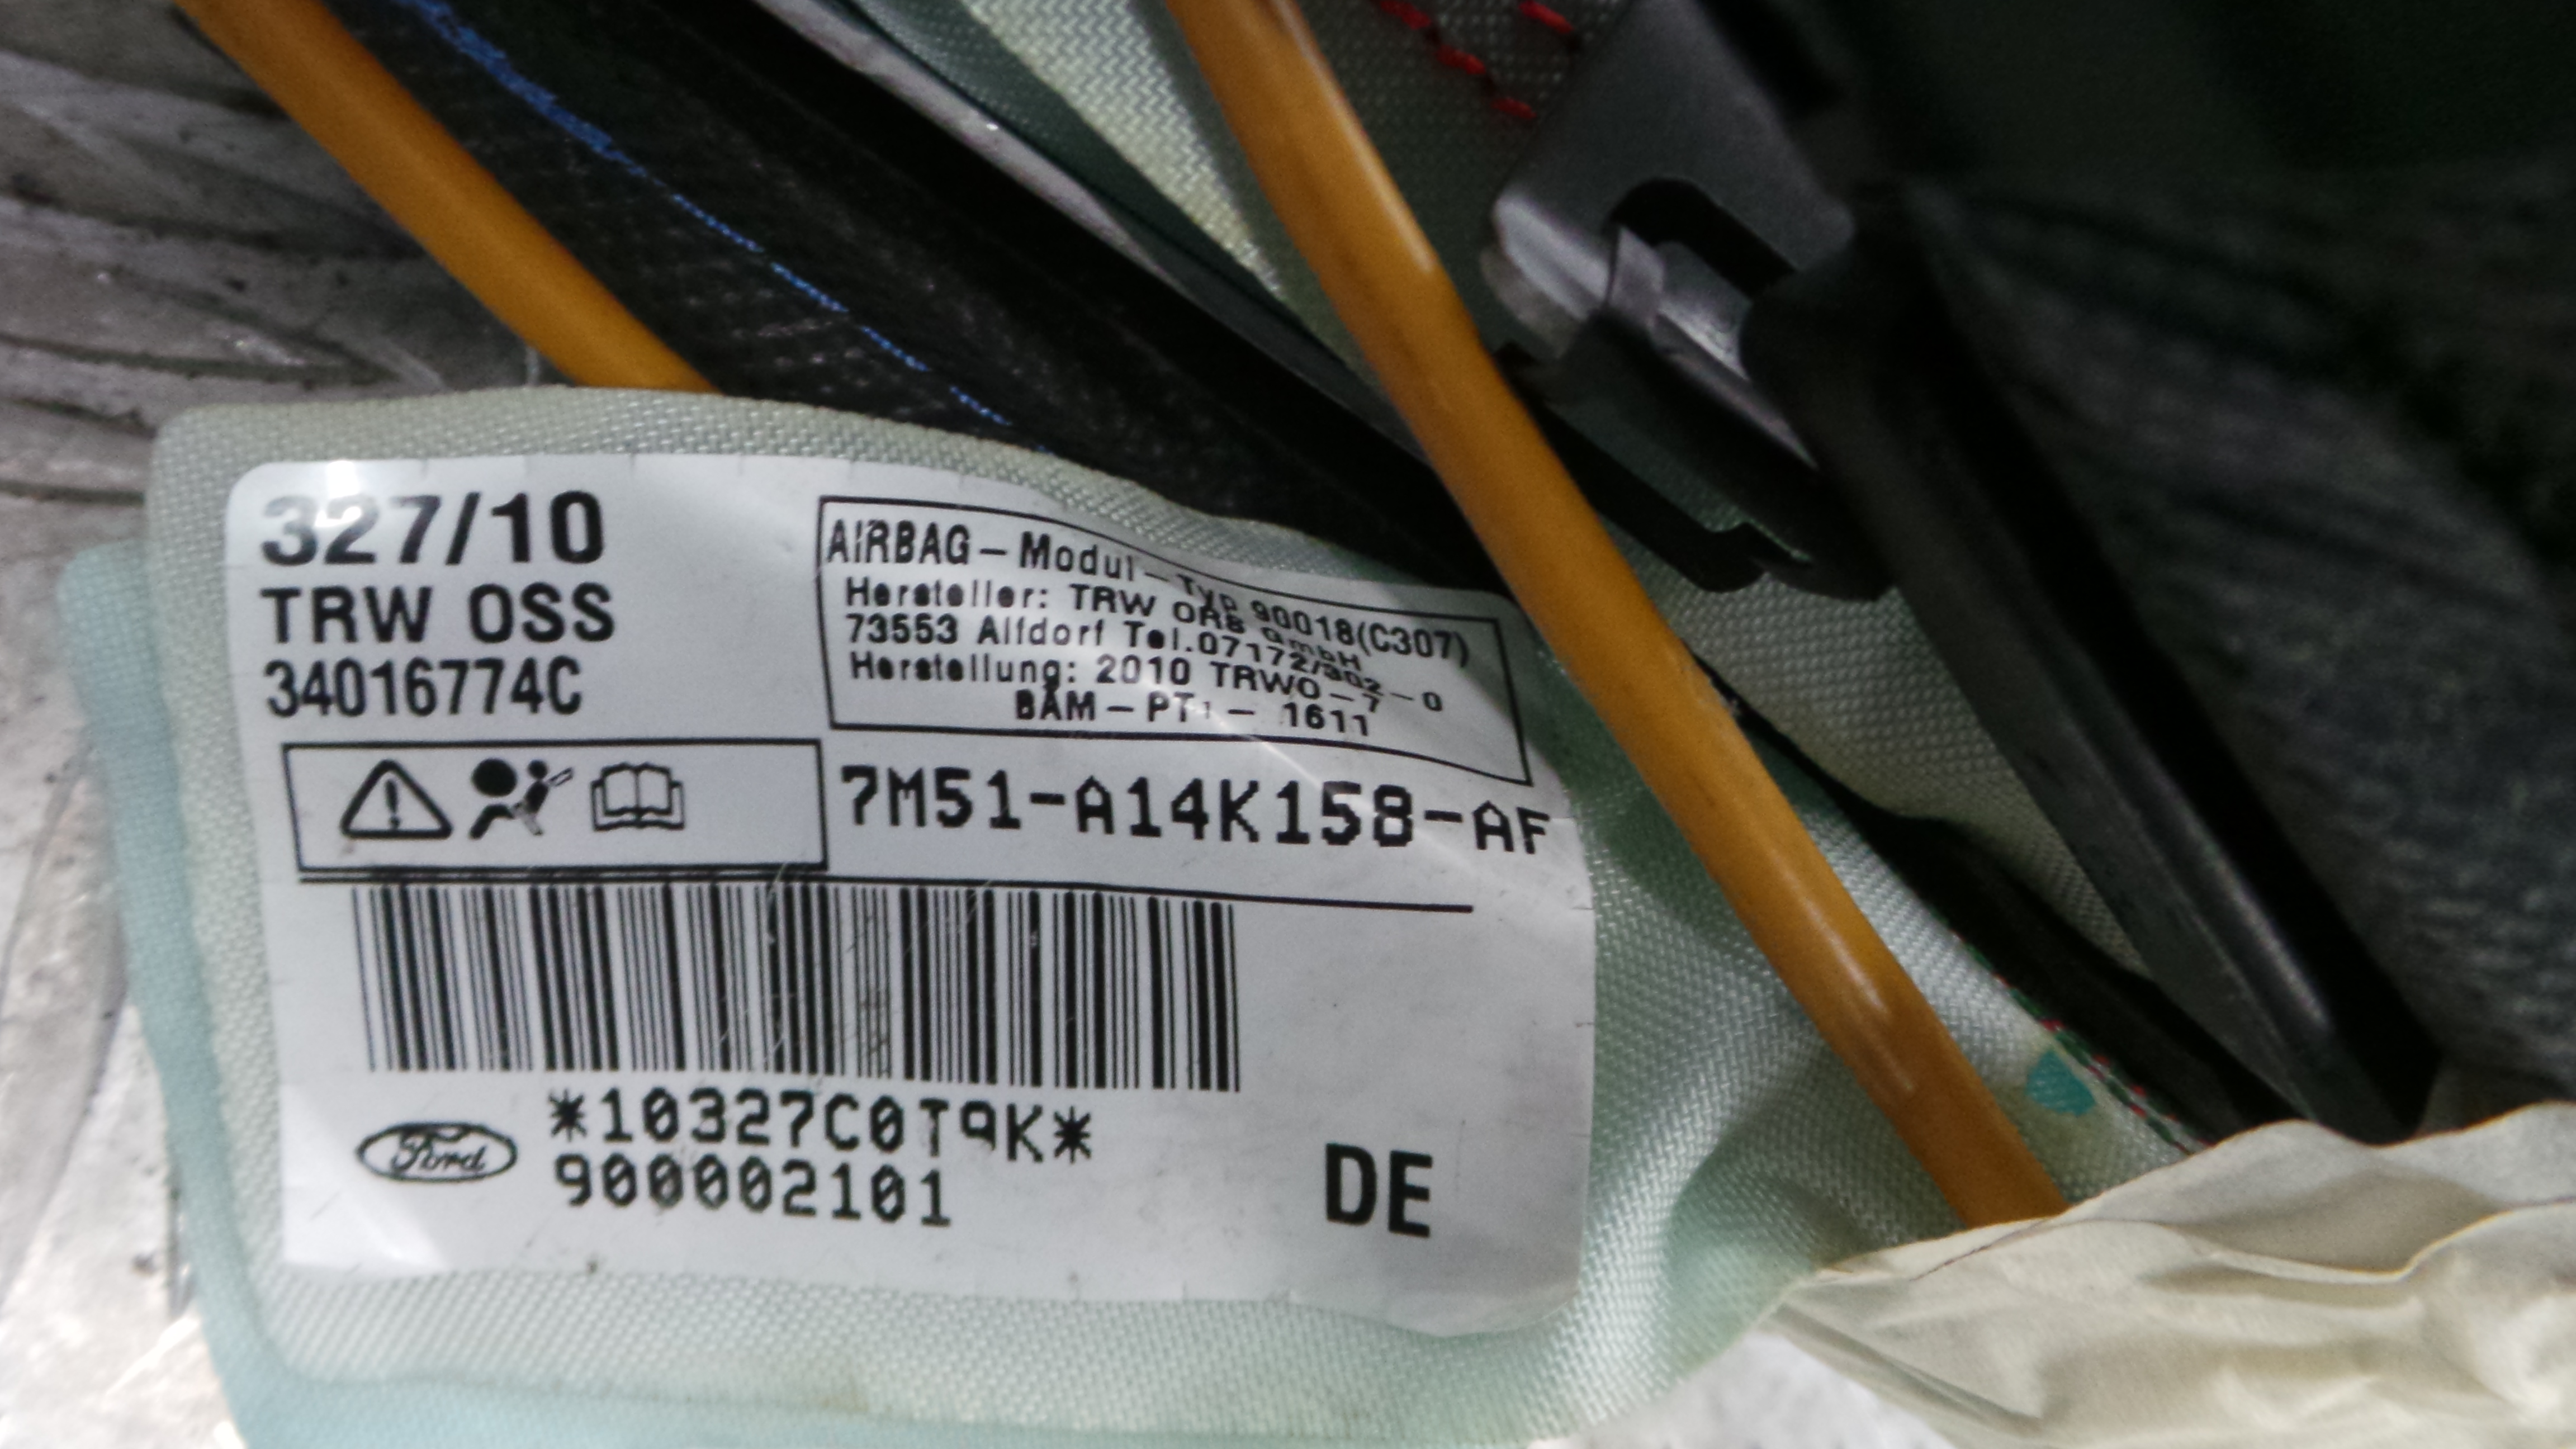 327/10
TRW OSS
34016774C
AIRBAG-Modul-Typ 90018(C307)
Hersteller: TRW ORS GmbH
73553 Alfdorf Tel.07172/302-0
Herstellung: 2010 TRWO-7
BAM-PT1- 1611
7M51-A14K158-AF
*10327C0T9K*
Ford
900002101
DE